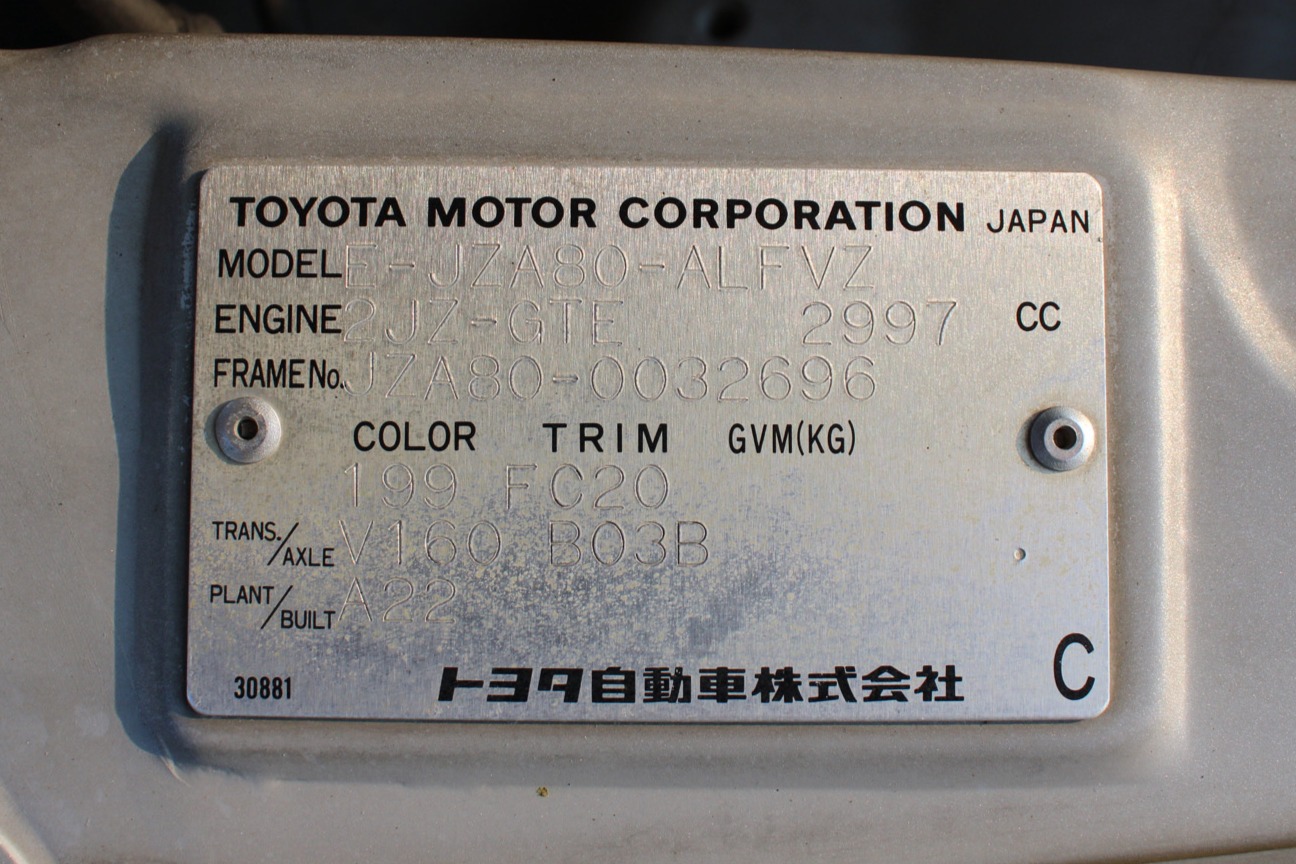 TOYOTA MOTOR CORPORATION JAPAN
MODEL E-JZA80-ALFVZ
ENGINE 2JZ-GTE 2997 CC
FRAME No. JZA80-0032696
COLOR TRIM GVM(KG)
199 FC20
TRANS./AXLE V160 B03B
PLANT/BUILT A22
トヨタ自動車株式会社
30881
C